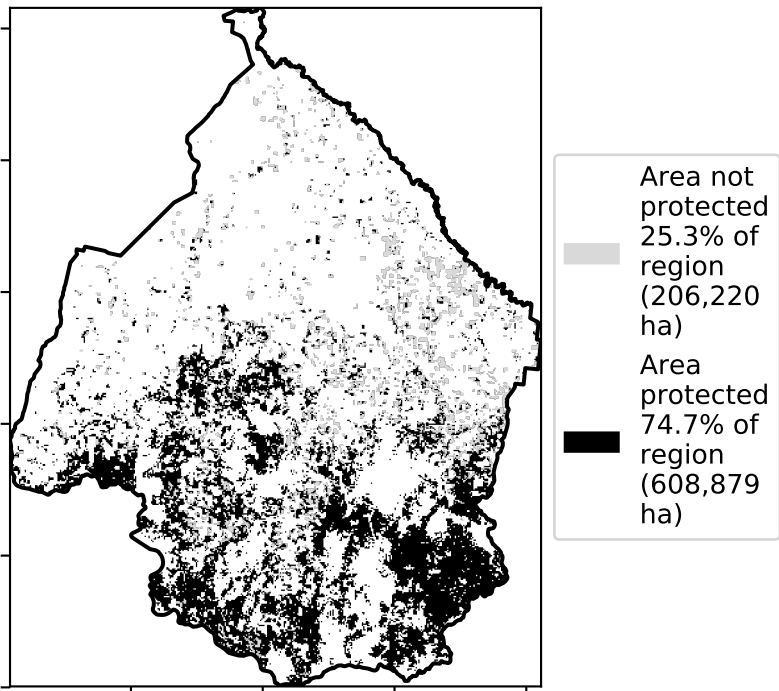 Area not
protected
25.3% of
region
(206,220
ha)
Area
protected
74.7% of
region
(608,879
ha)